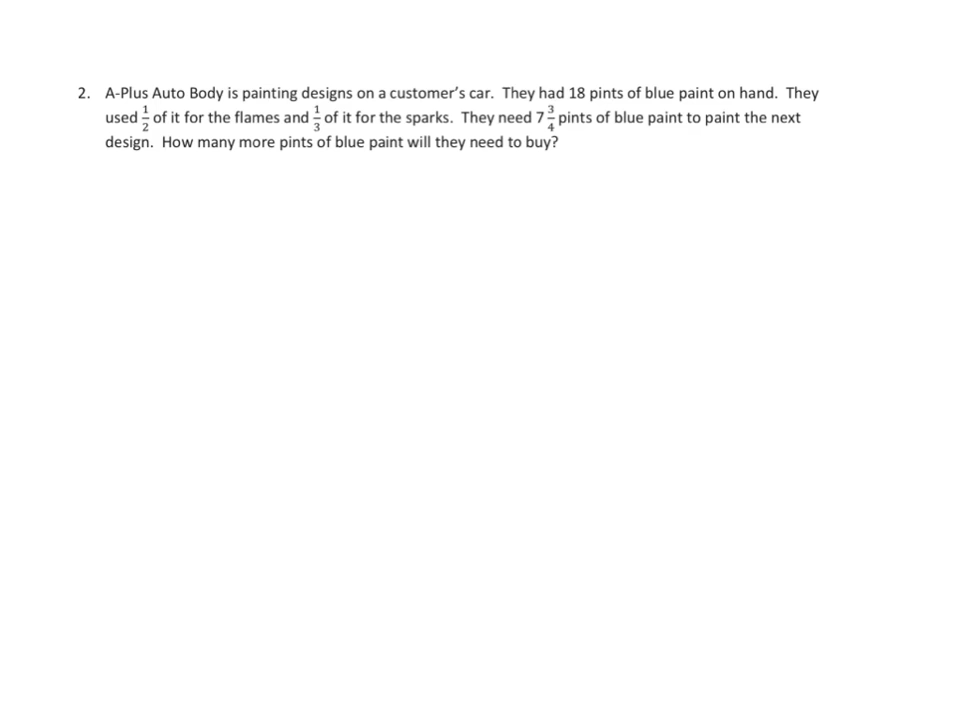 2. A-Plus Auto Body is painting designs on a customer's car. They had 18 pints of blue paint on hand. They
used 1/2 of it for the flames and 1/3 of it for the sparks. They need 7 3/4 pints of blue paint to paint the next
design. How many more pints of blue paint will they need to buy?